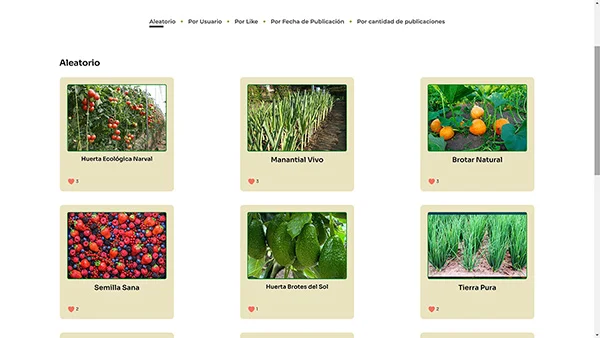 Aleatorio • Por Usuario • Por Like • Por Fecha de Publicación • Por cantidad de publicaciones
Aleatorio
Huerta Ecológica Narval
3
Manantial Vivo
3
Brotar Natural
3
Semilla Sana
2
Huerta Brotes del Sol
1
Tierra Pura
2